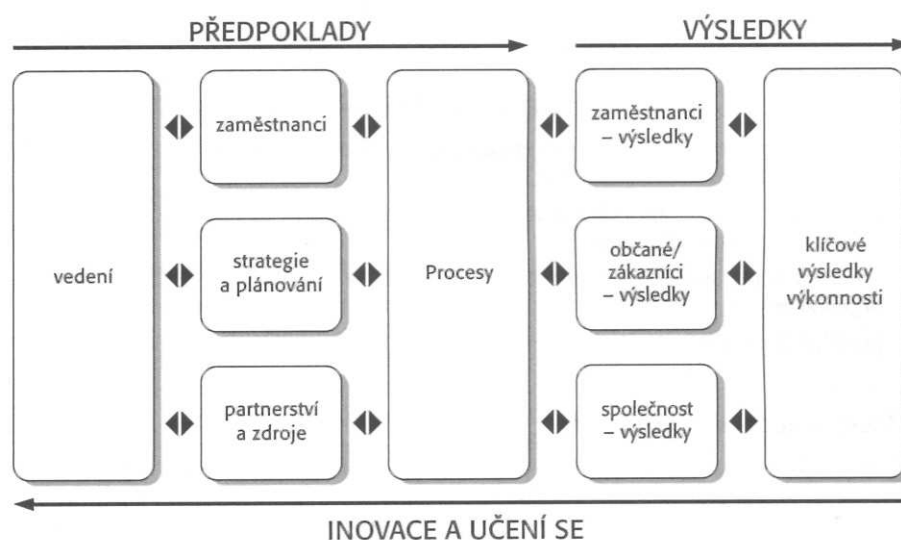 PŘEDPOKLADY
VÝSLEDKY
vedení
zaměstnanci
strategie
a plánování
partnerství
a zdroje
Procesy
zaměstnanci
– výsledky
občané/
zákazníci
– výsledky
společnost
– výsledky
klíčové
výsledky
výkonnosti
INOVACE A UČENÍ SE